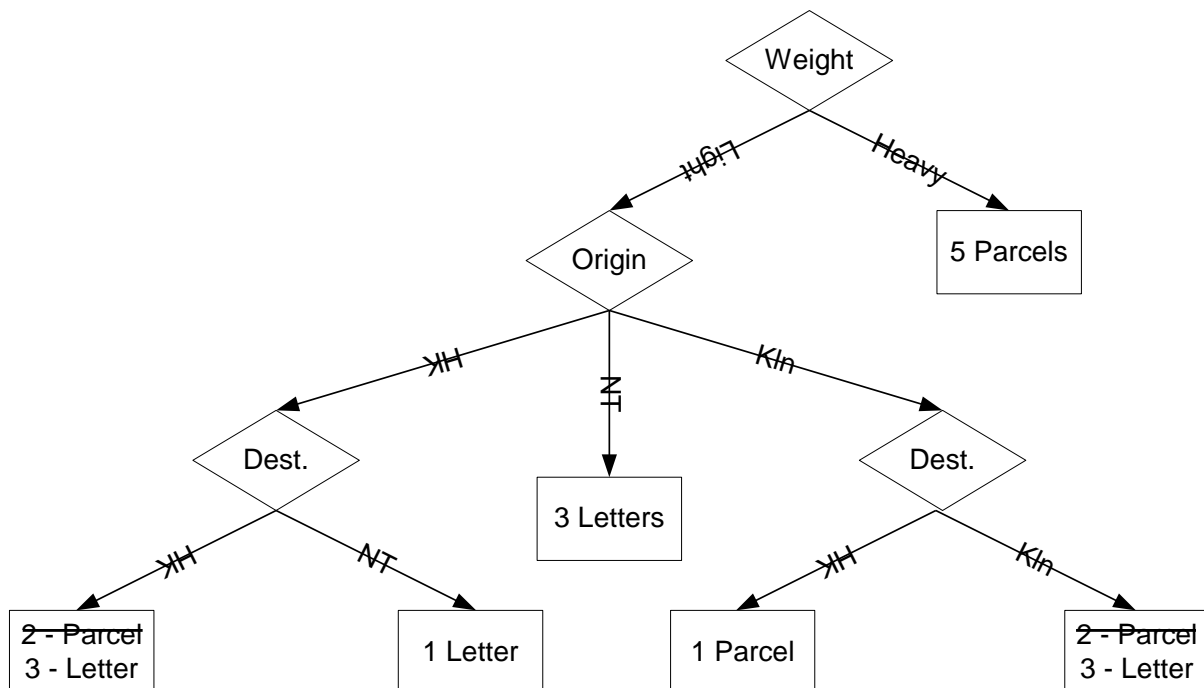 Weight
Light
Heavy
Origin
5 Parcels
HK
NT
Kln
Dest.
Dest.
3 Letters
HK
NT
HK
Kln
2 - Parcel
3 - Letter
1 Letter
1 Parcel
2 - Parcel
3 - Letter